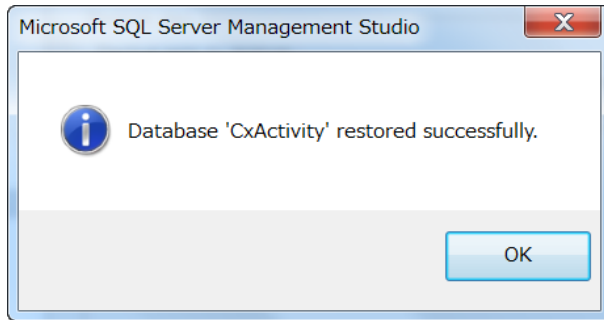 Microsoft SQL Server Management Studio
Database 'CxActivity' restored successfully.
OK